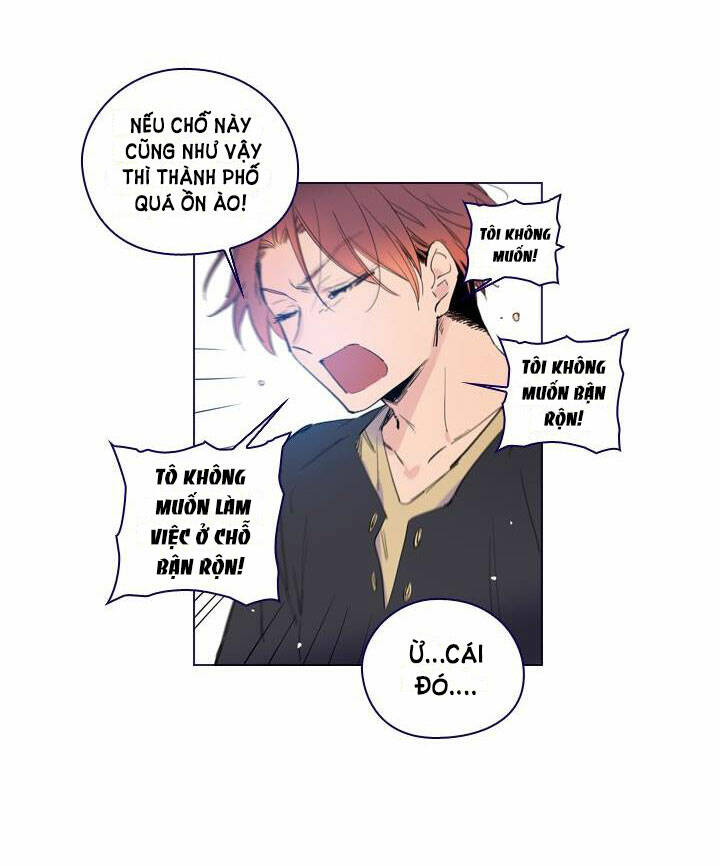 NẾU CHỖ NÀY
CŨNG NHƯ VẬY
THÌ THÀNH PHỐ
QUÁ ỒN ÀO!
TÔI KHÔNG
MUỐN!
TÔI KHÔNG
MUỐN BẬN
RỘN!
TÔ KHÔNG
MUỐN LÀM
VIỆC Ở CHỖ
BẬN RỘN!
Ừ...CÁI
ĐÓ....